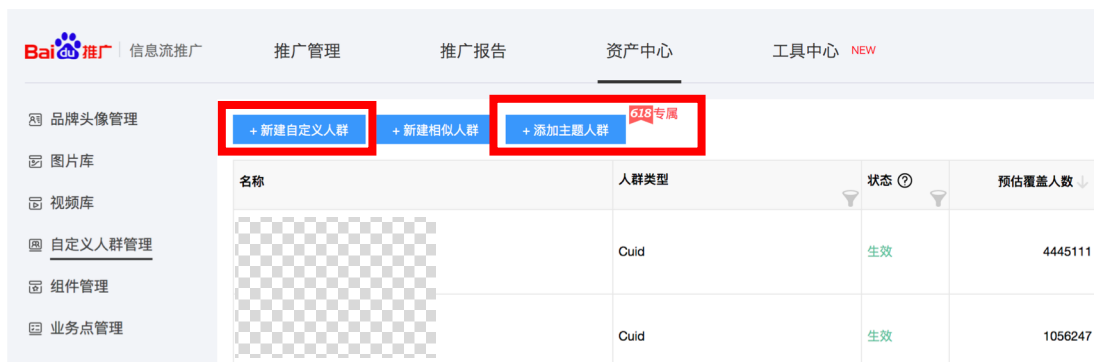 Bai du 推广 信息流推广 推广管理 推广报告 资产中心 工具中心 NEW
品牌头像管理
图片库
视频库
自定义人群管理
组件管理
业务点管理
+ 新建自定义人群 + 新建相似人群 + 添加主题人群 618专属
名称 人群类型 状态 ? 预估覆盖人数
Cuid 生效 4445111
Cuid 生效 1056247